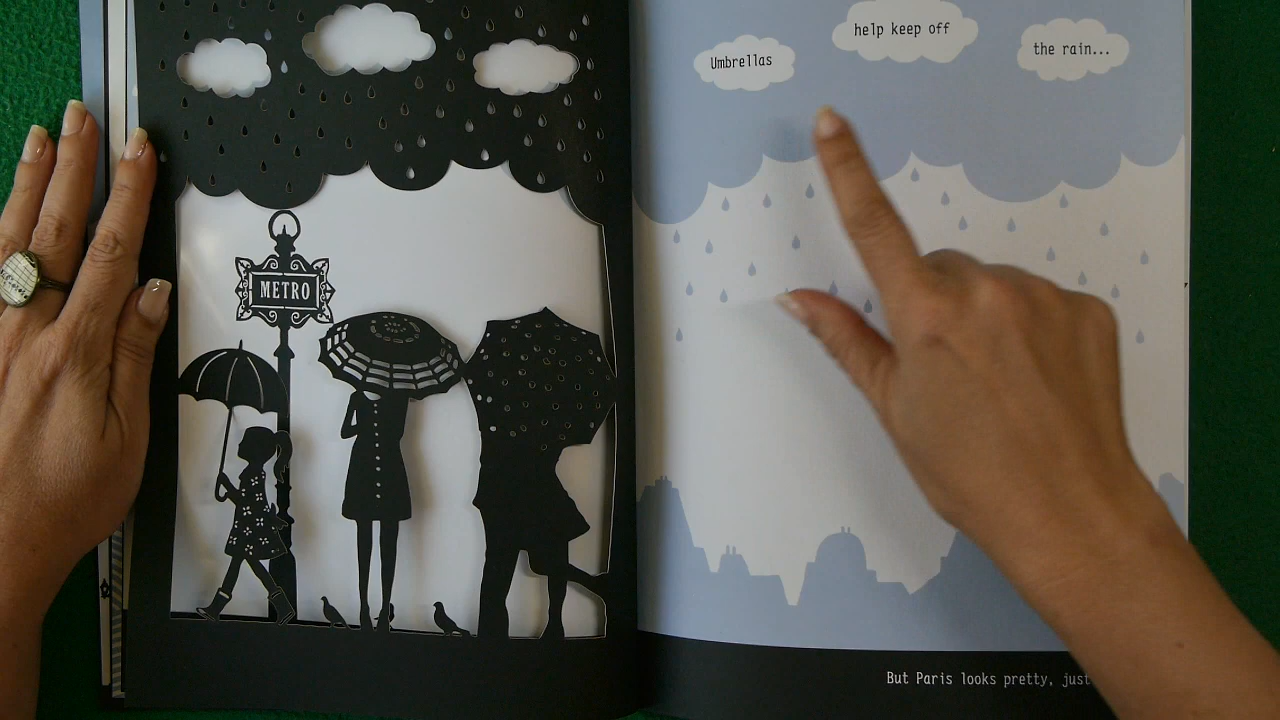 METRO
Umbrellas
help keep off
the rain...
But Paris looks pretty, just